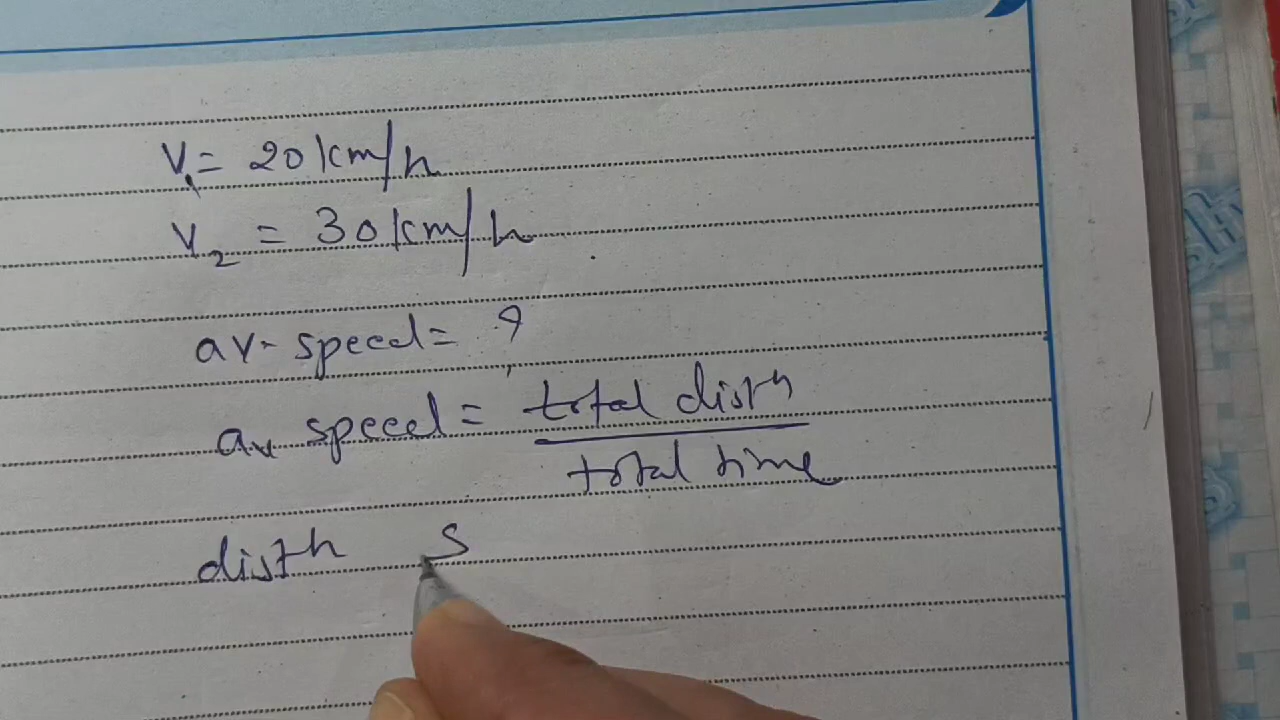 V1 = 20 km/h
V2 = 30 km/h
av. speed = ?
av speed = total distn / total time
distn S